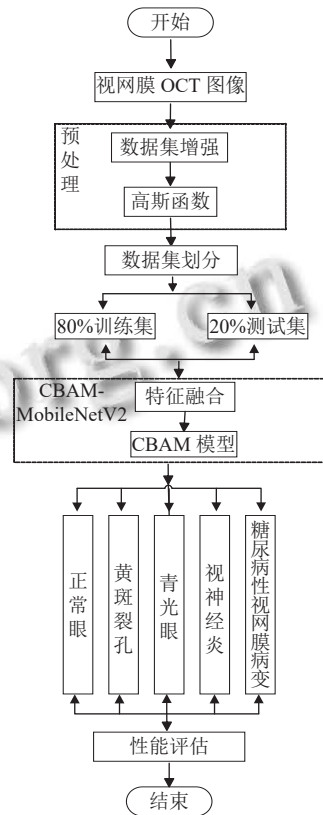 开始
视网膜 OCT 图像
预处理
数据集增强
高斯函数
数据集划分
80%训练集
20%测试集
CBAM-
MobileNetV2
特征融合
CBAM 模型
正常眼
黄斑裂孔
青光眼
视神经炎
糖尿病性视网膜病变
性能评估
结束
org.cn